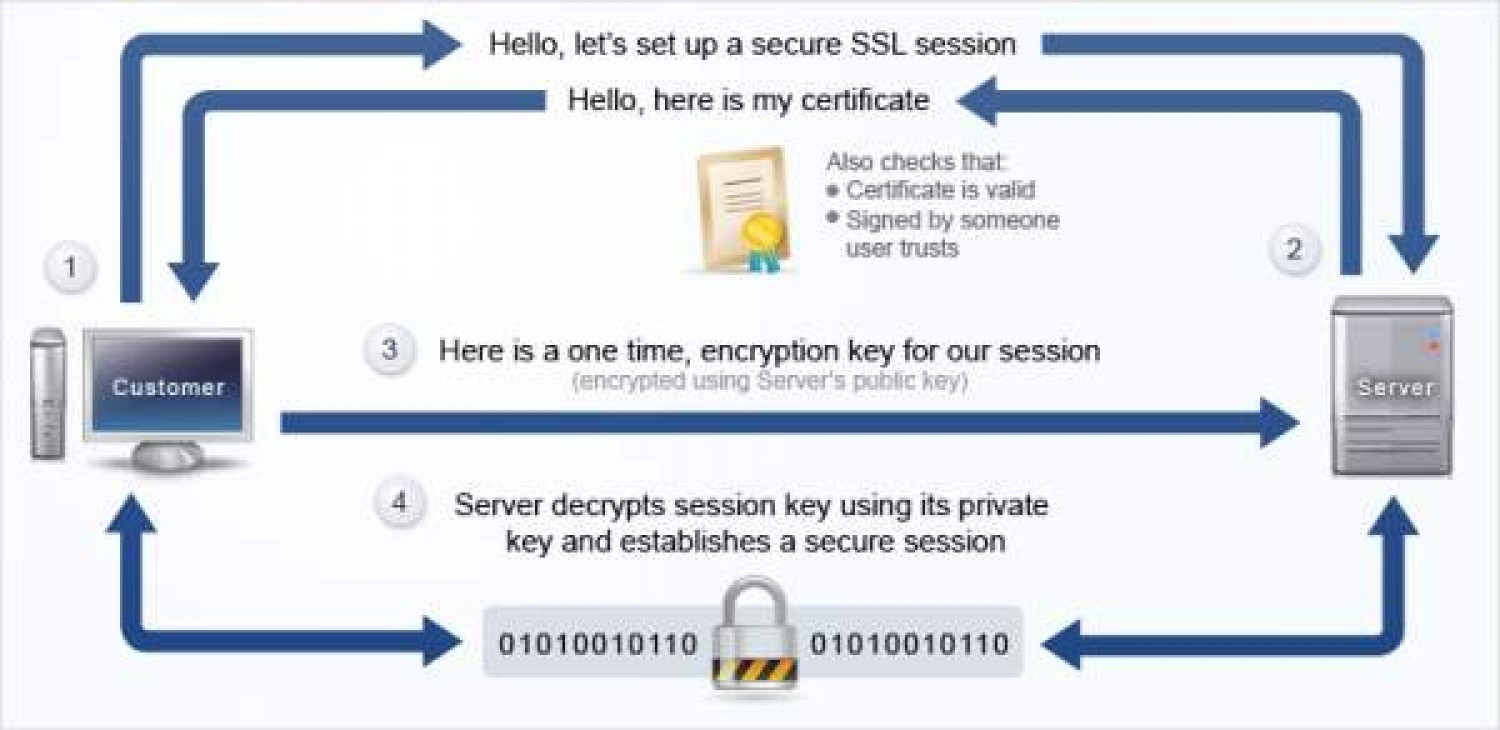 Hello, let's set up a secure SSL session
Hello, here is my certificate
Also checks that:
• Certificate is valid
• Signed by someone
user trusts
1
2
3
Here is a one time, encryption key for our session
(encrypted using Server's public key)
Customer
Server
4
Server decrypts session key using its private
key and establishes a secure session
01010010110
01010010110